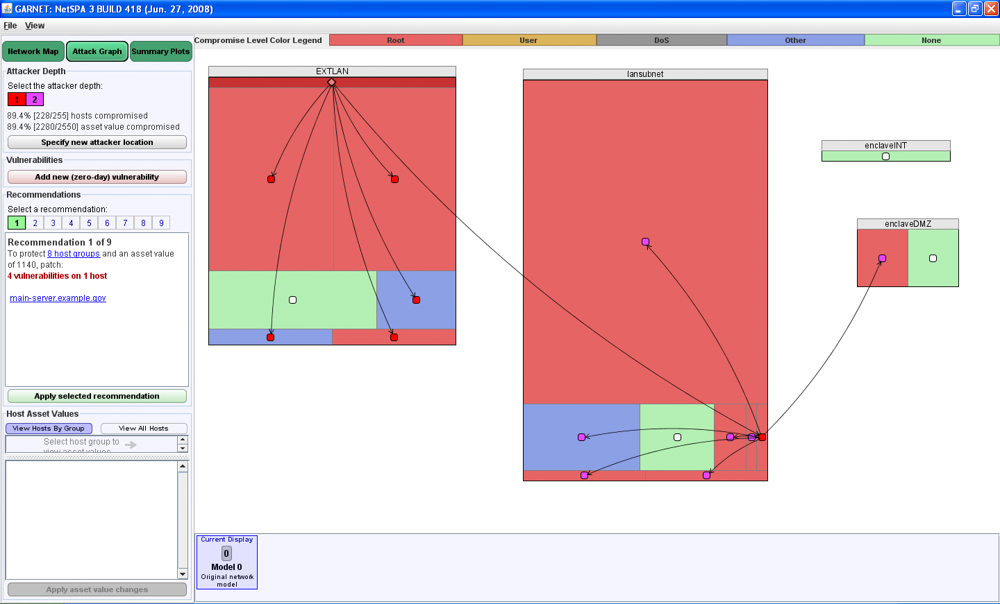 GARNET: NetSPA 3 BUILD 418 (Jun. 27, 2008)
File View
Network Map Attack Graph Summary Plots
Compromise Level Color Legend Root User DoS Other None
Attacker Depth
Select the attacker depth:
1 2
89.4% [228/255] hosts compromised
89.4% [2280/2550] asset value compromised
Specify new attacker location
Vulnerabilities
Add new (zero-day) vulnerability
Recommendations
Select a recommendation:
1 2 3 4 5 6 7 8 9
Recommendation 1 of 9
To protect 8 host groups and an asset value
of 1140, patch:
4 vulnerabilities on 1 host
main-server.example.gov
Apply selected recommendation
Host Asset Values
View Hosts By Group View All Hosts
Select host group to
view asset values
Apply asset value changes
EXTLAN
lansubnet
enclaveINT
enclaveDMZ
Current Display
0
Model 0
Original network
model